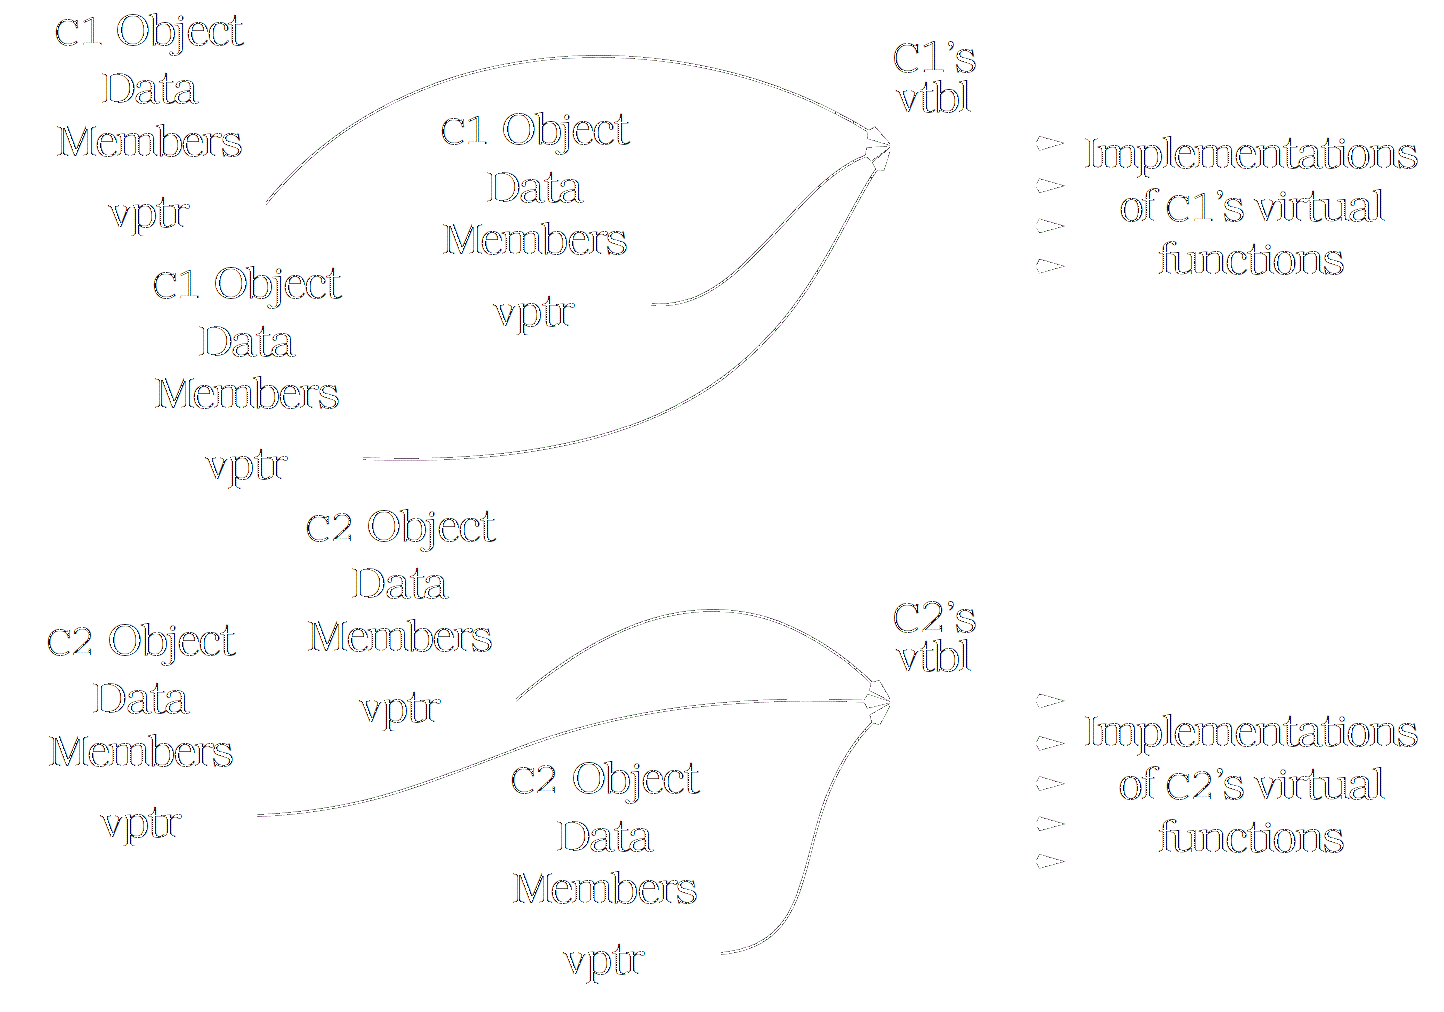 C1 Object
Data
Members
vptr
C1 Object
Data
Members
vptr
C1 Object
Data
Members
vptr
C1's
vtbl
Implementations
of C1's virtual
functions
C2 Object
Data
Members
vptr
C2 Object
Data
Members
vptr
C2 Object
Data
Members
vptr
C2's
vtbl
Implementations
of C2's virtual
functions